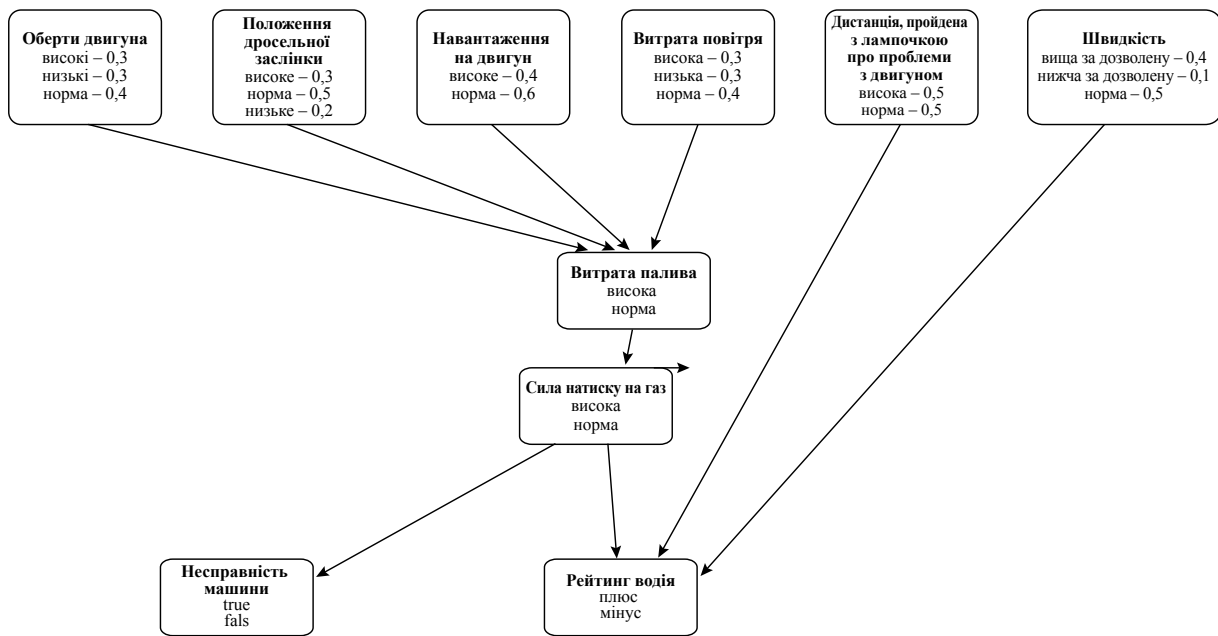 Оберти двигуна
високі – 0,3
низькі – 0,3
норма – 0,4
Положення
дросельної
заслінки
високе – 0,3
норма – 0,5
низьке – 0,2
Навантаження
на двигун
високе – 0,4
норма – 0,6
Витрата повітря
висока – 0,3
низька – 0,3
норма – 0,4
Дистанція, пройдена
з лампочкою
про проблеми
з двигуном
висока – 0,5
норма – 0,5
Швидкість
вища за дозволену – 0,4
нижча за дозволену – 0,1
норма – 0,5
Витрата палива
висока
норма
Сила натиску на газ
висока
норма
Несправність
машини
true
fals
Рейтинг водія
плюс
мінус